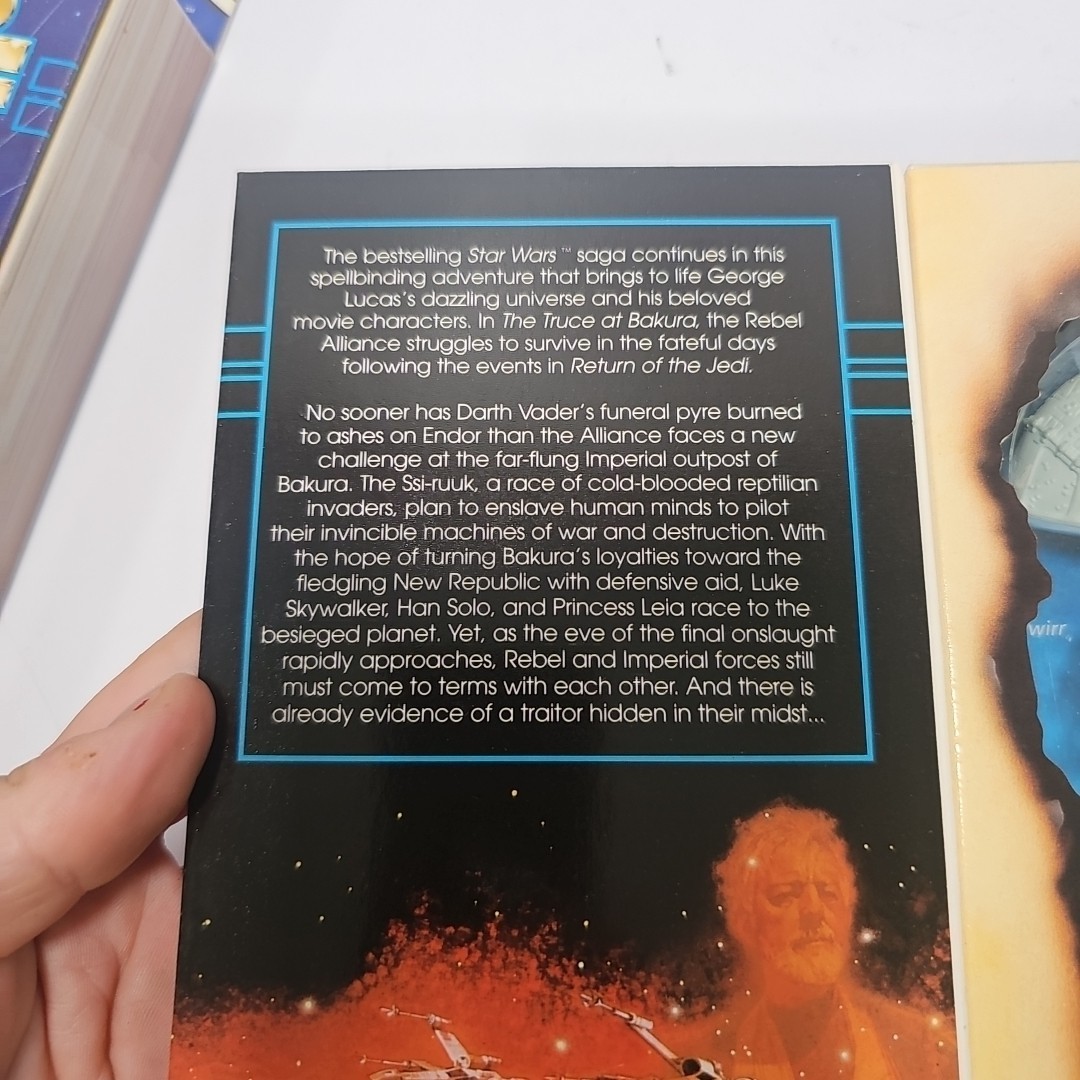 The bestselling Star Wars™ saga continues in this
spellbinding adventure that brings to life George
Lucas's dazzling universe and his beloved
movie characters. In The Truce at Bakura, the Rebel
Alliance struggles to survive in the fateful days
following the events in Return of the Jedi.
No sooner has Darth Vader's funeral pyre burned
to ashes on Endor than the Alliance faces a new
challenge at the far-flung Imperial outpost of
Bakura. The Ssi-ruuk, a race of cold-blooded reptilian
invaders, plan to enslave human minds to pilot
their invincible machines of war and destruction. With
the hope of turning Bakura's loyalties toward the
fledgling New Republic with defensive aid, Luke
Skywalker, Han Solo, and Princess Leia race to the
besieged planet. Yet, as the eve of the final onslaught
rapidly approaches, Rebel and Imperial forces still
must come to terms with each other. And there is
already evidence of a traitor hidden in their midst...
wirr